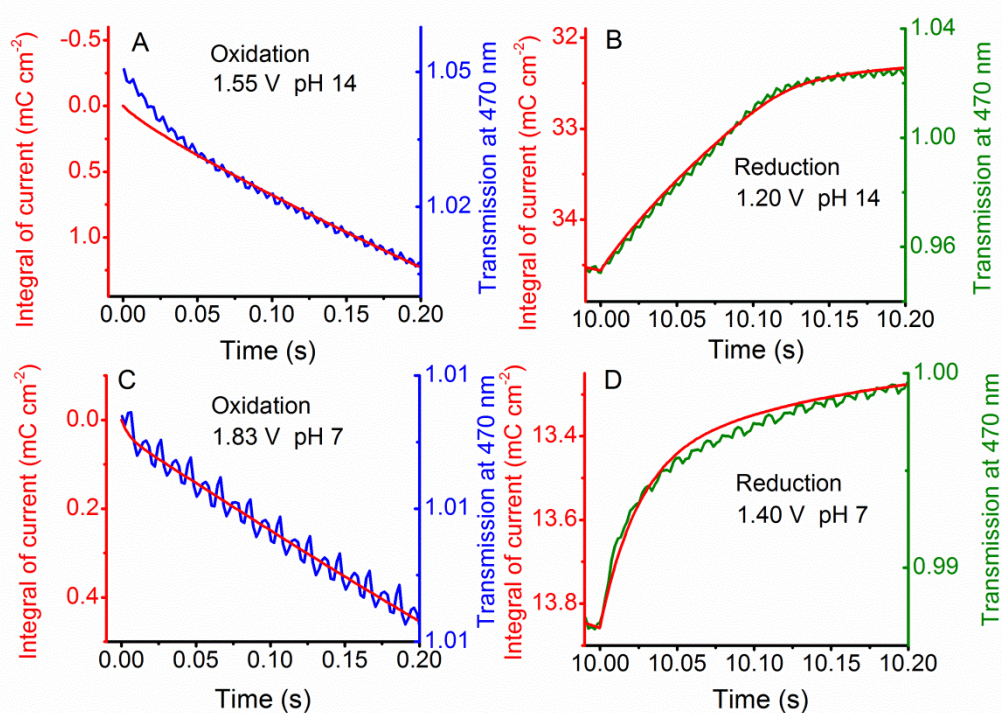 A
Oxidation
1.55 V pH 14
-0.5
0.0
0.5
1.0
Integral of current (mC cm-2)
1.05
1.02
Transmission at 470 nm
0.00 0.05 0.10 0.15 0.20
Time (s)
B
Reduction
1.20 V pH 14
32
33
34
Integral of current (mC cm-2)
1.04
1.00
0.96
Transmission at 470 nm
10.00 10.05 10.10 10.15 10.20
Time (s)
C
Oxidation
1.83 V pH 7
0.0
0.2
0.4
Integral of current (mC cm-2)
1.01
1.01
1.01
Transmission at 470 nm
0.00 0.05 0.10 0.15 0.20
Time (s)
D
Reduction
1.40 V pH 7
13.4
13.6
13.8
Integral of current (mC cm-2)
1.00
0.99
Transmission at 470 nm
10.00 10.05 10.10 10.15 10.20
Time (s)